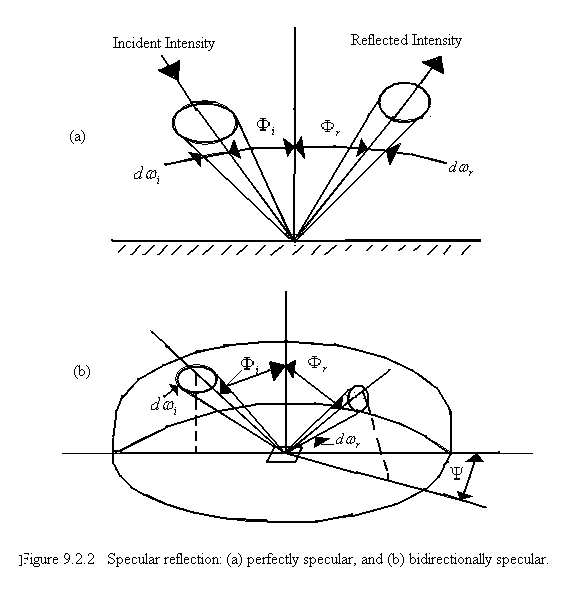 Incident Intensity Reflected Intensity
Φi Φr
(a)
dωi dωr
(b) Φi Φr
dωi
dωr
Ψ
Figure 9.2.2 Specular reflection: (a) perfectly specular, and (b) bidirectionally specular.